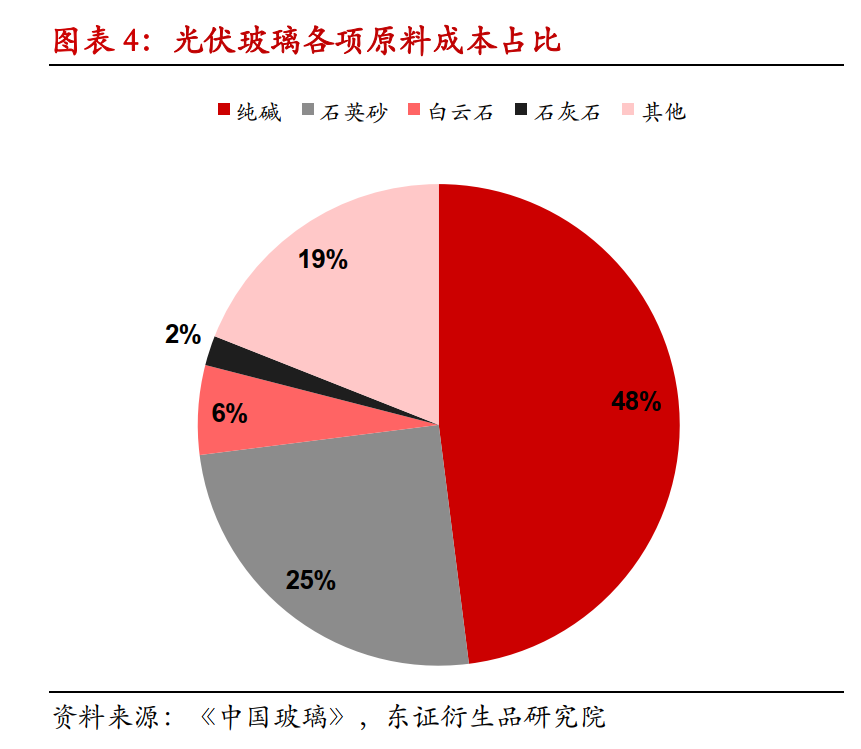 图表 4：光伏玻璃各项原料成本占比
纯碱 石英砂 白云石 石灰石 其他
19%
2%
48%
6%
25%
资料来源：《中国玻璃》，东证衍生品研究院